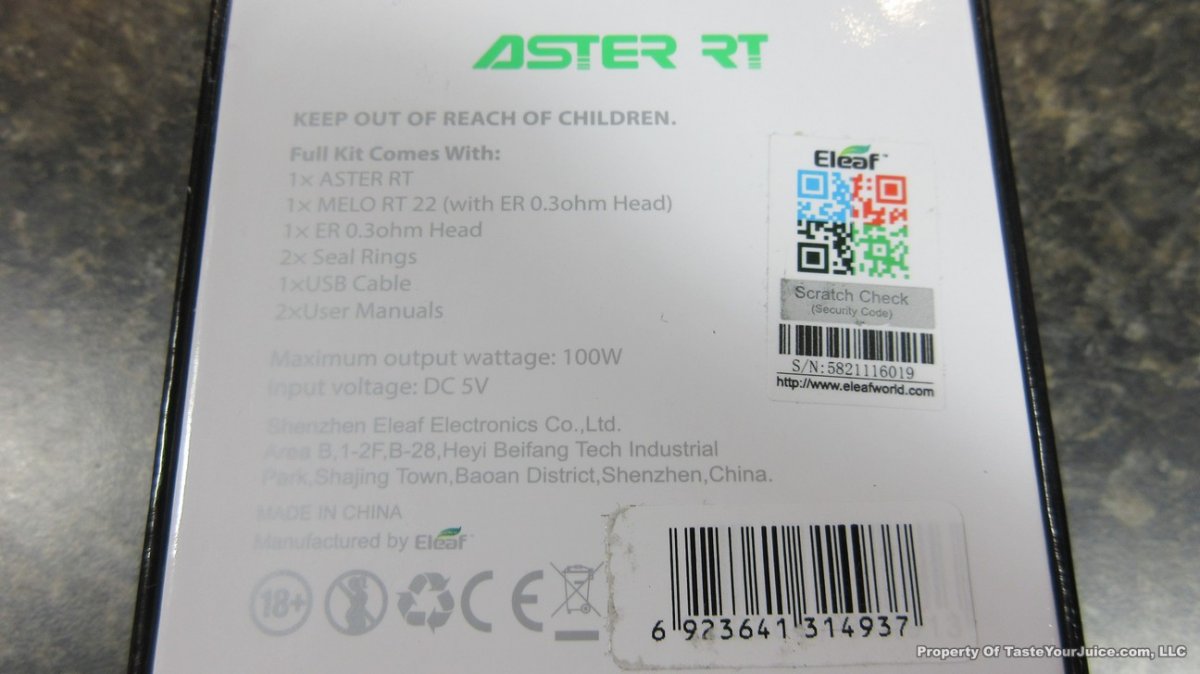 ASTER RT
KEEP OUT OF REACH OF CHILDREN.
Full Kit Comes With:
1× ASTER RT
1× MELO RT 22 (with ER 0.3ohm Head)
1× ER 0.3ohm Head
2× Seal Rings
1×USB Cable
2×User Manuals
Maximum output wattage: 100W
Input voltage: DC 5V
Shenzhen Eleaf Electronics Co.,Ltd.
Area B,1-2F,B-28,Heyi Beifang Tech Industrial
Park,Shajing Town,Baoan District,Shenzhen,China.
MADE IN CHINA
Manufactured by Eleaf™
18+
CE
Eleaf™
Scratch Check
(Security Code)
S/N:5821116019
http://www.eleafworld.com
6 923641 314937
Property Of TasteYourJuice.com, LLC